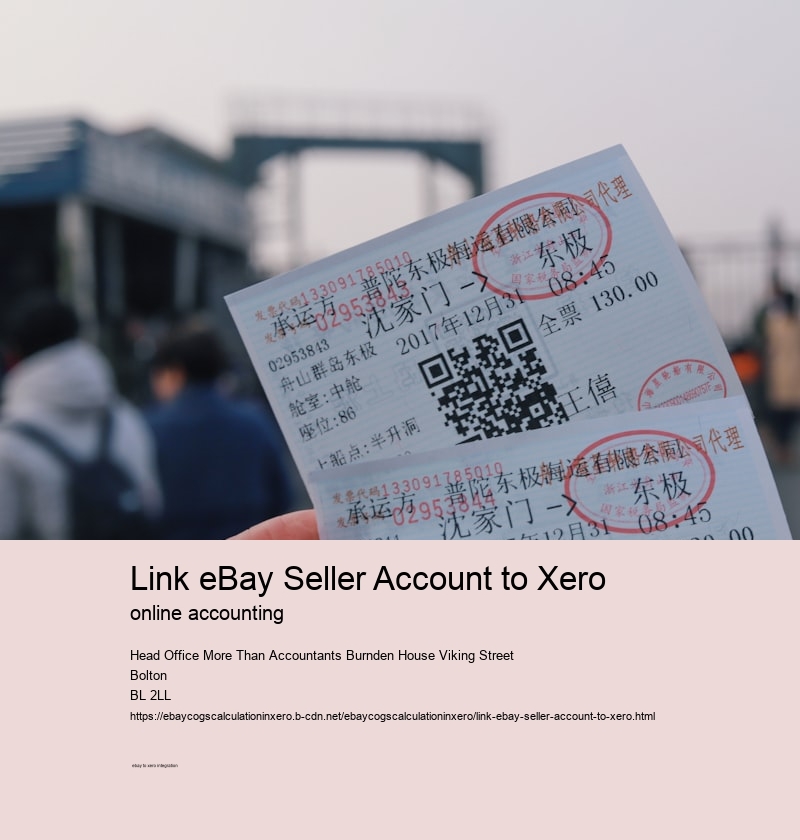 发票代码133091785010
承运方 普陀东极海运有限公司
司代理
沈家门 -> 东极
02953843
2017年12月31 08:45
舟山群岛东极
全票 130.00
舱室:中舱
座位:86
王僖
上船点:半升洞
发票代码133091785010
承运方 普陀东极海运有限公司
司代理
02953844
沈家门 -> 东极
12月31 08:45
Link eBay Seller Account to Xero
online accounting
Head Office More Than Accountants Burnden House Viking Street
Bolton
BL 2LL
https://ebaycogscalculationinxero.b-cdn.net/ebaycogscalculationinxero/link-ebay-seller-account-to-xero.html
ebay to xero integration